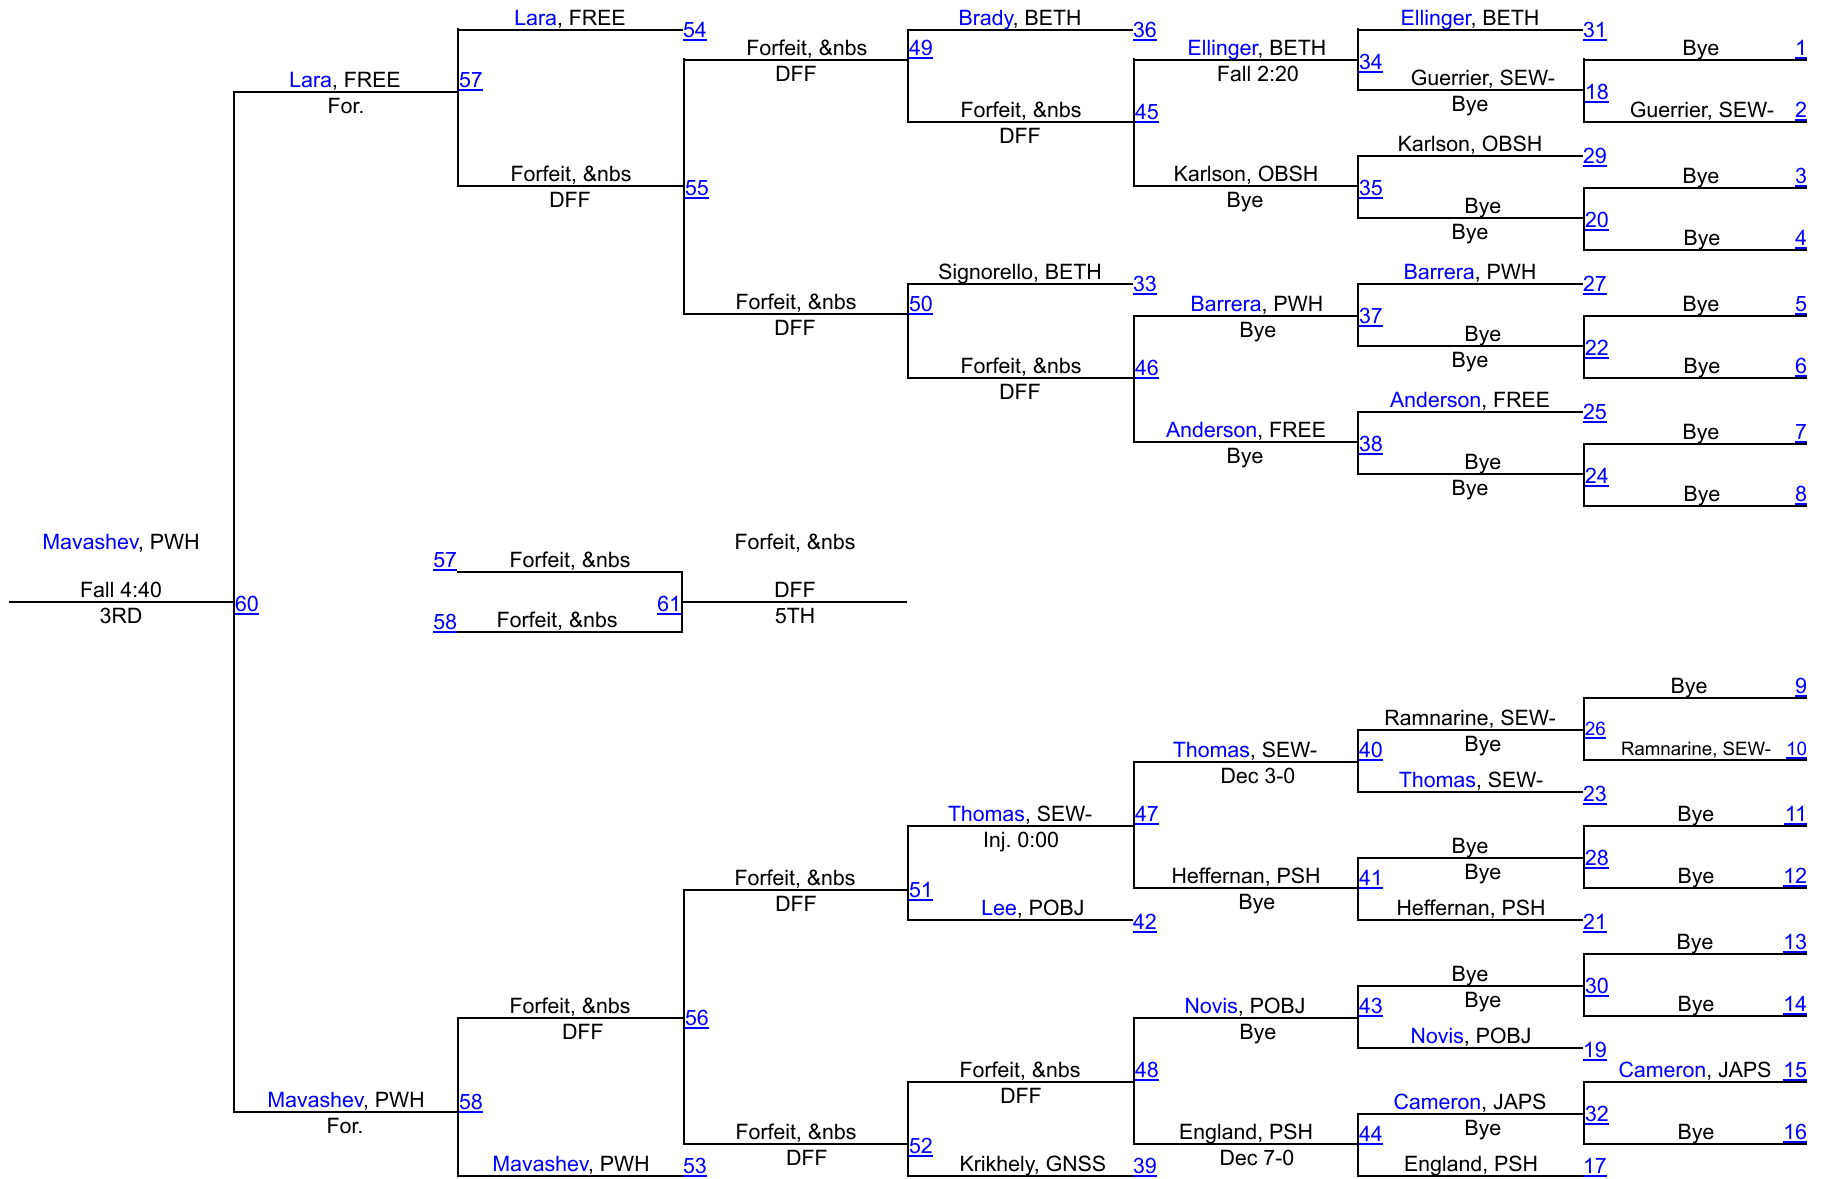 Lara, FREE
54
Brady, BETH
36
Ellinger, BETH
31
Forfeit, &nbs
49
DFF
Ellinger, BETH
34
Fall 2:20
Bye
1
Lara, FREE
57
For.
Guerrier, SEW-
18
Bye
Guerrier, SEW-
2
Forfeit, &nbs
45
DFF
Karlson, OBSH
29
Forfeit, &nbs
55
DFF
Karlson, OBSH
35
Bye
Bye
3
Bye
20
Bye
Bye
4
Signorello, BETH
33
Barrera, PWH
27
Forfeit, &nbs
50
DFF
Barrera, PWH
37
Bye
Bye
5
Bye
22
Bye
Forfeit, &nbs
46
DFF
Bye
6
Anderson, FREE
25
Anderson, FREE
38
Bye
Bye
7
Bye
24
Bye
Bye
8
Mavashev, PWH
Fall 4:40
60
3RD
57
Forfeit, &nbs
58
Forfeit, &nbs
61
Forfeit, &nbs
DFF
5TH
Bye
9
Ramnarine, SEW-
26
Bye
Ramnarine, SEW-
10
Thomas, SEW-
40
Dec 3-0
Thomas, SEW-
23
Thomas, SEW-
47
Inj. 0:00
Bye
11
Bye
28
Bye
Forfeit, &nbs
51
DFF
Heffernan, PSH
41
Bye
Bye
12
Lee, POBJ
42
Heffernan, PSH
21
Bye
13
Forfeit, &nbs
56
DFF
Novis, POBJ
43
Bye
Bye
30
Bye
Bye
14
Novis, POBJ
19
Forfeit, &nbs
48
DFF
Cameron, JAPS
15
Mavashev, PWH
58
For.
Cameron, JAPS
32
Bye
Forfeit, &nbs
52
DFF
England, PSH
44
Dec 7-0
Bye
16
Mavashev, PWH
53
Krikhely, GNSS
39
England, PSH
17